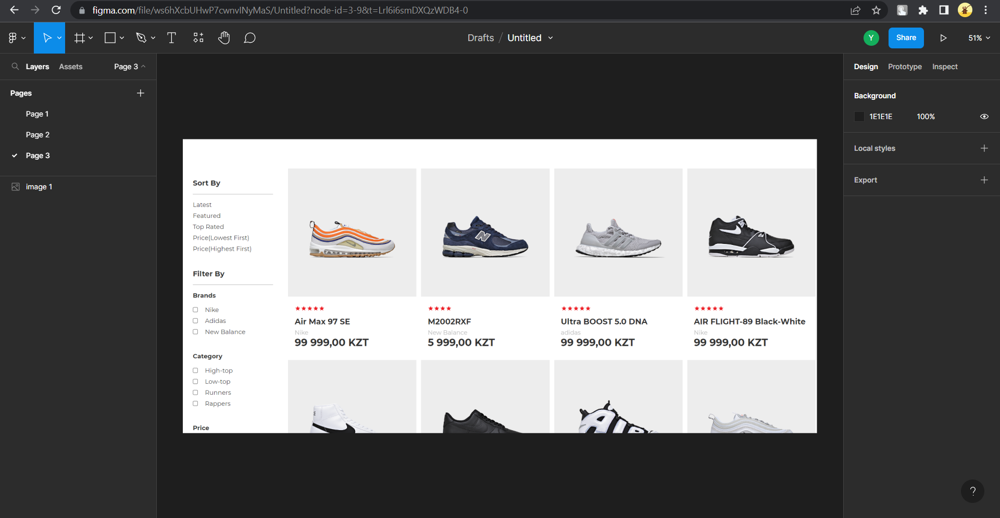 figma.com/file/ws6hXcbUHwP7cwnvINyMaS/Untitled?node-id=3-9&t=Lrl6i6smDXQzWDB4-0
Drafts / Untitled
Y
Share
51%
Layers
Assets
Page 3
Pages
Page 1
Page 2
Page 3
image 1
Sort By
Latest
Featured
Top Rated
Price(Lowest First)
Price(Highest First)
Filter By
Brands
Nike
Adidas
New Balance
Category
High-top
Low-top
Runners
Rappers
Price
Air Max 97 SE
Nike
99 999,00 KZT
M2002RXF
New Balance
5 999,00 KZT
Ultra BOOST 5.0 DNA
adidas
99 999,00 KZT
AIR FLIGHT-89 Black-White
Nike
99 999,00 KZT
Design
Prototype
Inspect
Background
1E1E1E
100%
Local styles
Export
?